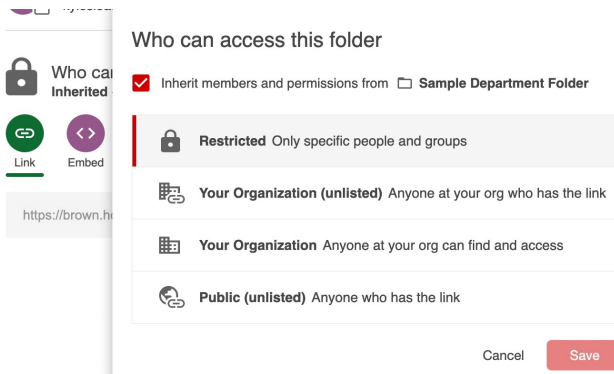 Who can access this folder
Who ca
Inherited
Inherit members and permissions from Sample Department Folder
Link Embed
Restricted Only specific people and groups
Your Organization (unlisted) Anyone at your org who has the link
https://brown.h
Your Organization Anyone at your org can find and access
Public (unlisted) Anyone who has the link
Cancel Save